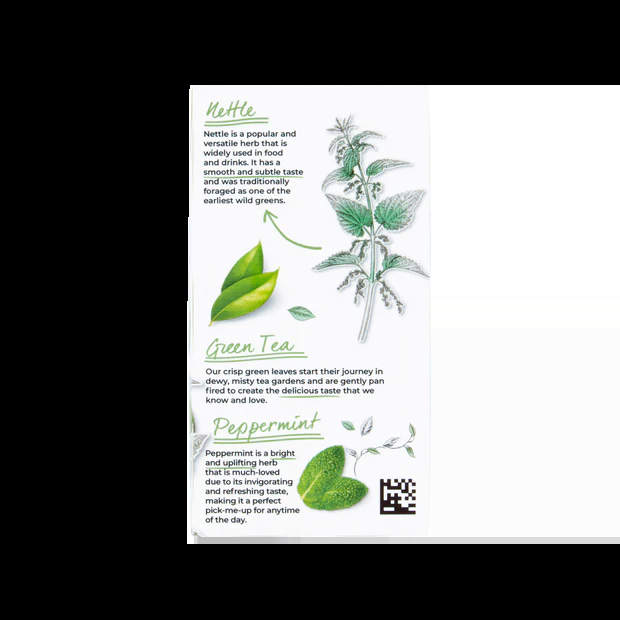 Nettle
Nettle is a popular and
versatile herb that is
widely used in food
and drinks. It has a
smooth and subtle taste
and was traditionally
foraged as one of the
earliest wild greens.
Green Tea
Our crisp green leaves start their journey in
dewy, misty tea gardens and are gently pan
fired to create the delicious taste that we
know and love.
Peppermint
Peppermint is a bright
and uplifting herb
that is much-loved
due to its invigorating
and refreshing taste,
making it a perfect
pick-me-up for anytime
of the day.